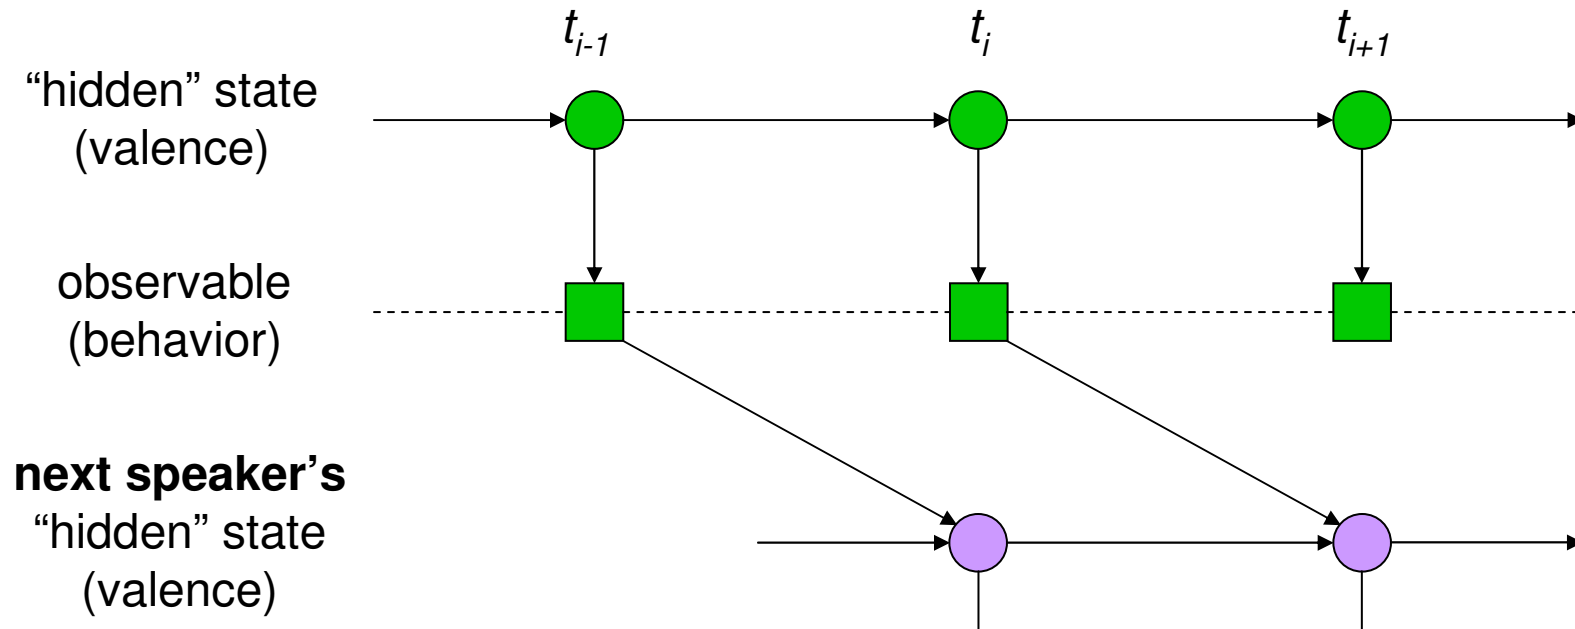 t_{i-1} t_i t_{i+1}
“hidden” state
(valence)
observable
(behavior)
next speaker’s
“hidden” state
(valence)